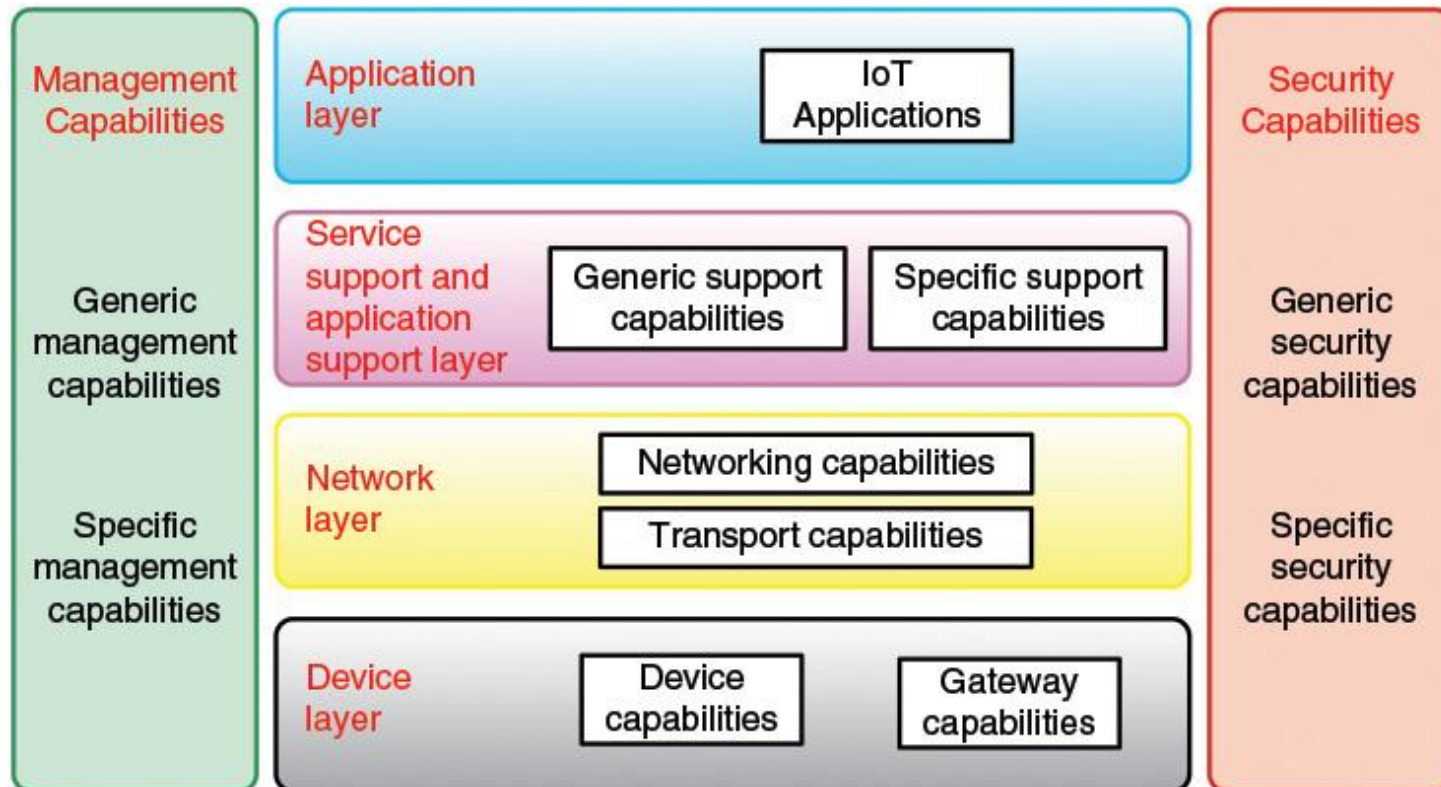 Management
Capabilities
Generic
management
capabilities
Specific
management
capabilities
Application
layer
IoT
Applications
Service
support and
application
support layer
Generic support
capabilities
Specific support
capabilities
Network
layer
Networking capabilities
Transport capabilities
Device
layer
Device
capabilities
Gateway
capabilities
Security
Capabilities
Generic
security
capabilities
Specific
security
capabilities